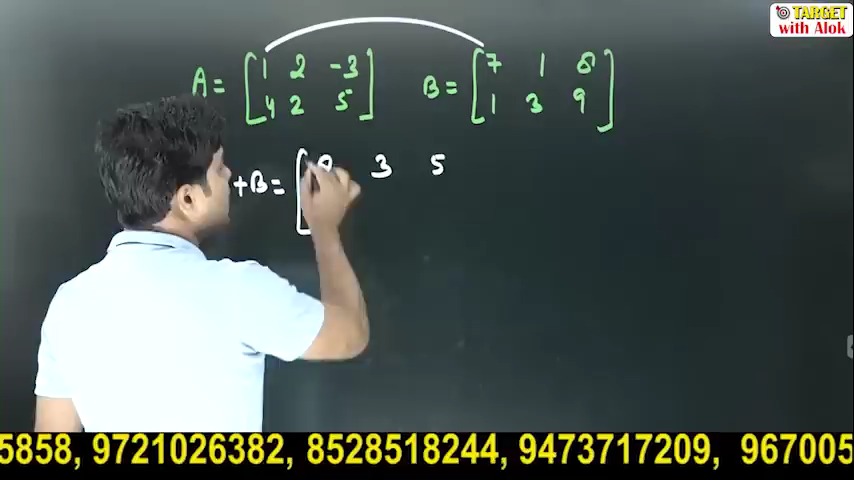 TARGET
with Alok
A = [1 2 -3 B = [7 1 8
4 2 5] 1 3 9]
+B = [8 3 5
5858, 9721026382, 8528518244, 9473717209, 967005